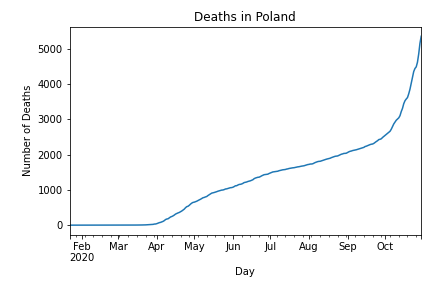 Deaths in Poland
Number of Deaths
5000
4000
3000
2000
1000
0
Feb Mar Apr May Jun Jul Aug Sep Oct
2020
Day